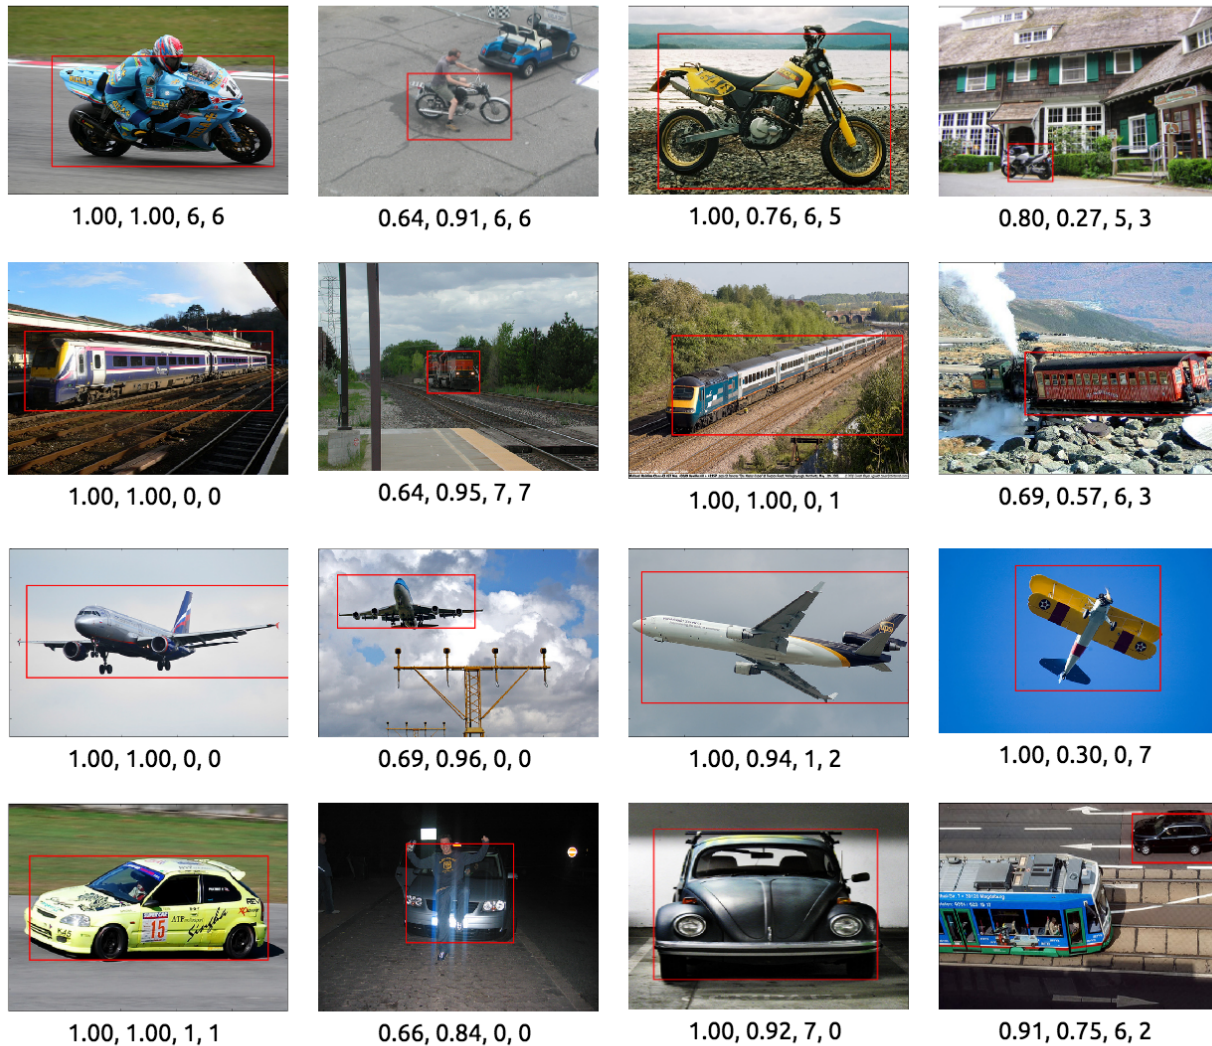 1.00, 1.00, 6, 6
0.64, 0.91, 6, 6
1.00, 0.76, 6, 5
0.80, 0.27, 5, 3
1.00, 1.00, 0, 0
0.64, 0.95, 7, 7
1.00, 1.00, 0, 1
0.69, 0.57, 6, 3
ups
1.00, 1.00, 0, 0
0.69, 0.96, 0, 0
1.00, 0.94, 1, 2
1.00, 0.30, 0, 7
SUPER CAR
15
1.00, 1.00, 1, 1
0.66, 0.84, 0, 0
1.00, 0.92, 7, 0
0.91, 0.75, 6, 2